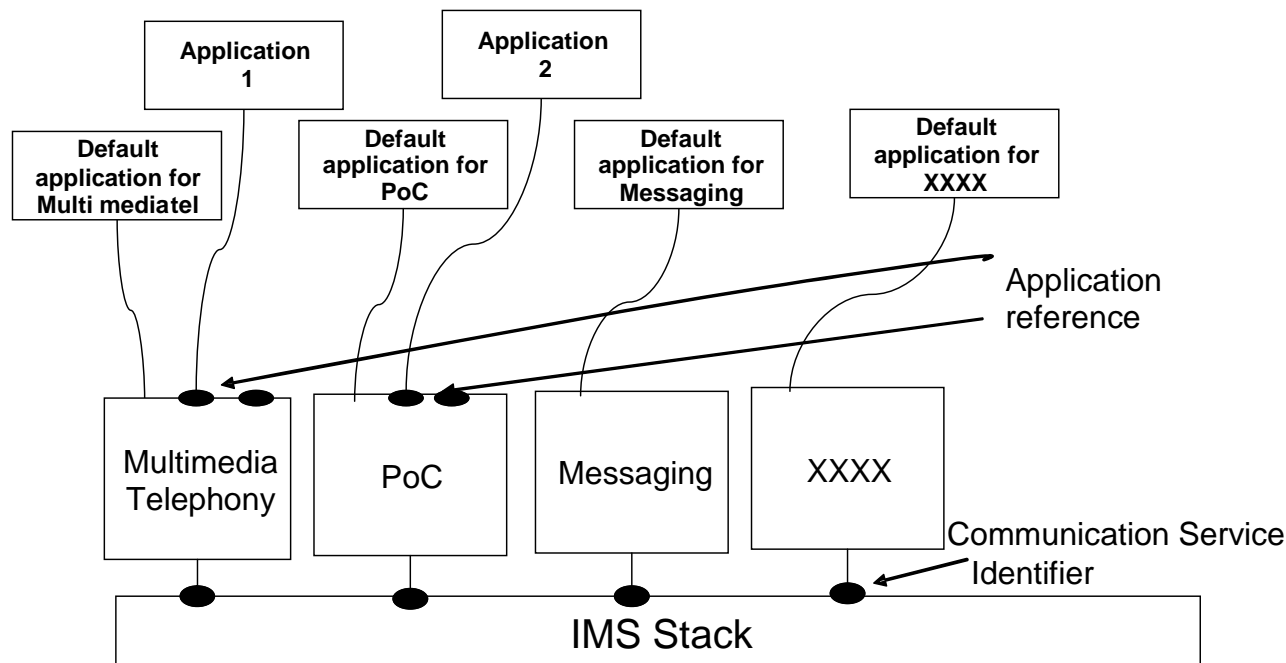 Application
1
Application
2
Default
application for
Multi mediatel
Default
application for
PoC
Default
application for
Messaging
Default
application for
XXXX
Application
reference
Multimedia
Telephony
PoC
Messaging
XXXX
Communication Service
Identifier
IMS Stack